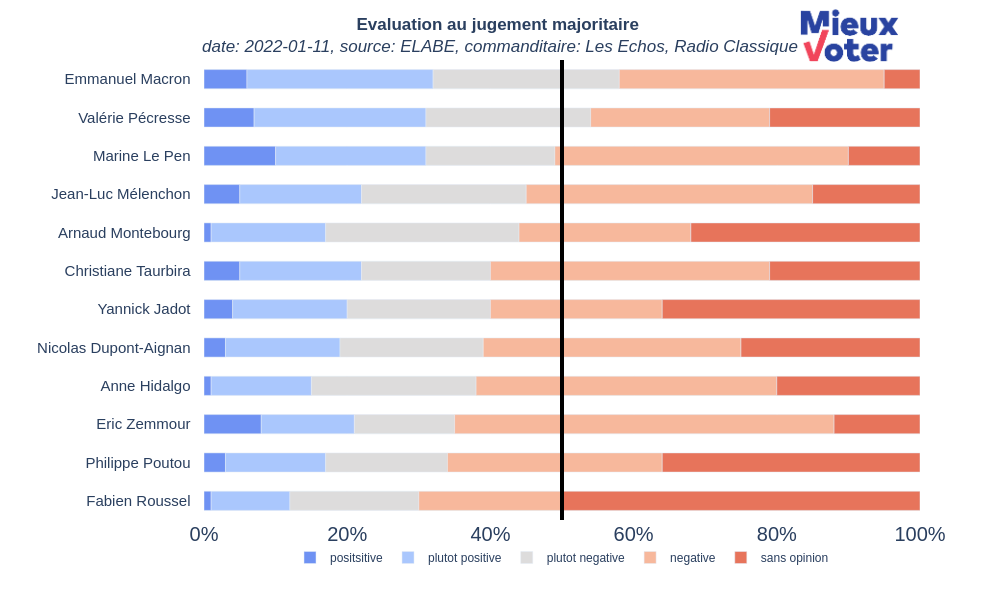 Evaluation au jugement majoritaire
date: 2022-01-11, source: ELABE, commanditaire: Les Echos, Radio Classique
Mieux
Voter
Emmanuel Macron
Valérie Pécresse
Marine Le Pen
Jean-Luc Mélenchon
Arnaud Montebourg
Christiane Taurbira
Yannick Jadot
Nicolas Dupont-Aignan
Anne Hidalgo
Eric Zemmour
Philippe Poutou
Fabien Roussel
0% 20% 40% 60% 80% 100%
positsitive plutot positive plutot negative negative sans opinion